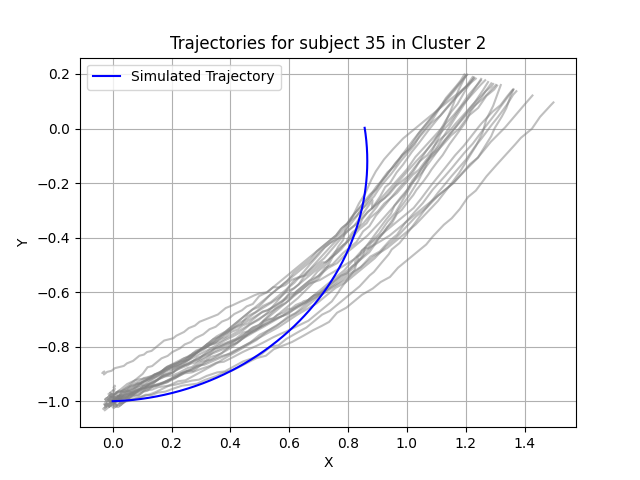 Trajectories for subject 35 in Cluster 2
Simulated Trajectory
Y
0.2
0.0
−0.2
−0.4
−0.6
−0.8
−1.0
0.0 0.2 0.4 0.6 0.8 1.0 1.2 1.4
X